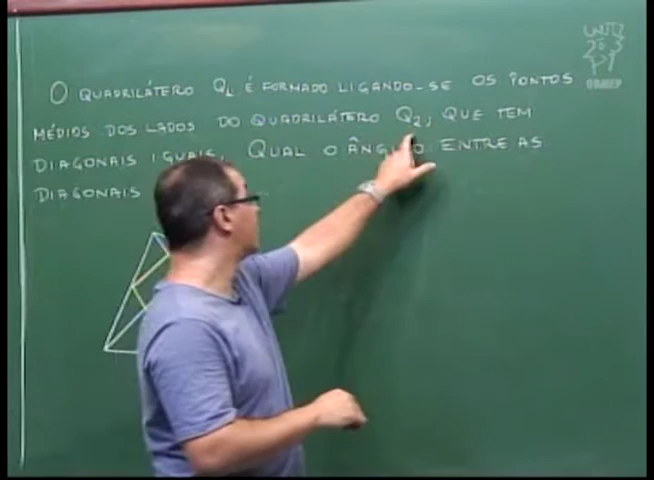 O QUADRILÁTERO Q1 É FORMADO LIGANDO-SE OS PONTOS
MÉDIOS DOS LADOS DO QUADRILÁTERO Q2, QUE TEM
DIAGONAIS IGUAIS. QUAL O ENTRE AS
DIAGONAIS
OBMEP